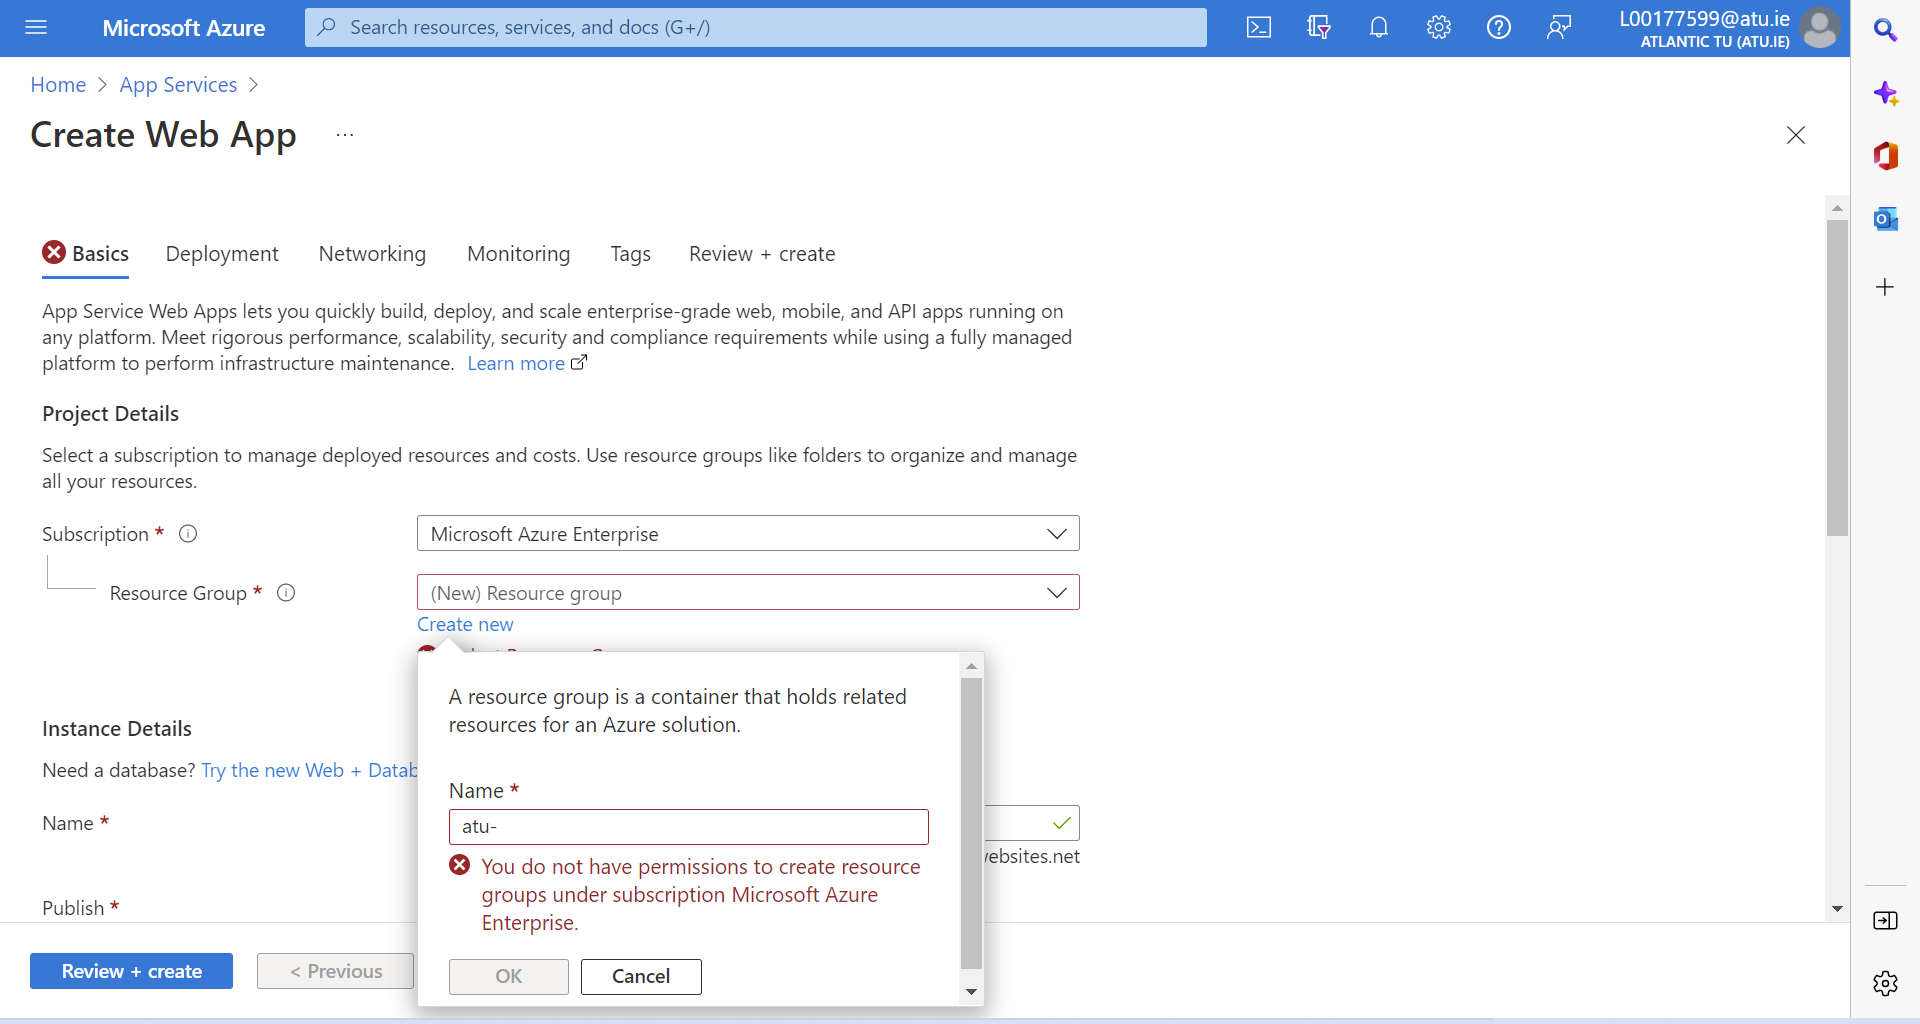 Microsoft Azure
Search resources, services, and docs (G+/)
L00177599@atu.ie
ATLANTIC TU (ATU.IE)
Home > App Services >
Create Web App ...
Basics Deployment Networking Monitoring Tags Review + create
App Service Web Apps lets you quickly build, deploy, and scale enterprise-grade web, mobile, and API apps running on
any platform. Meet rigorous performance, scalability, security and compliance requirements while using a fully managed
platform to perform infrastructure maintenance. Learn more
Project Details
Select a subscription to manage deployed resources and costs. Use resource groups like folders to organize and manage
all your resources.
Subscription *
Microsoft Azure Enterprise
Resource Group *
(New) Resource group
Create new
A resource group is a container that holds related
resources for an Azure solution.
Name *
atu-
You do not have permissions to create resource
groups under subscription Microsoft Azure
Enterprise.
OK Cancel
Instance Details
Need a database? Try the new Web + Datab
Name *
websites.net
Publish *
Review + create < Previous